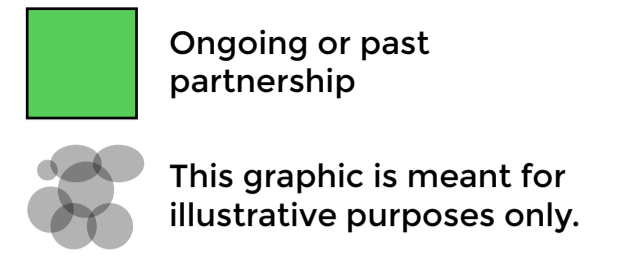 Ongoing or past
partnership
This graphic is meant for
illustrative purposes only.